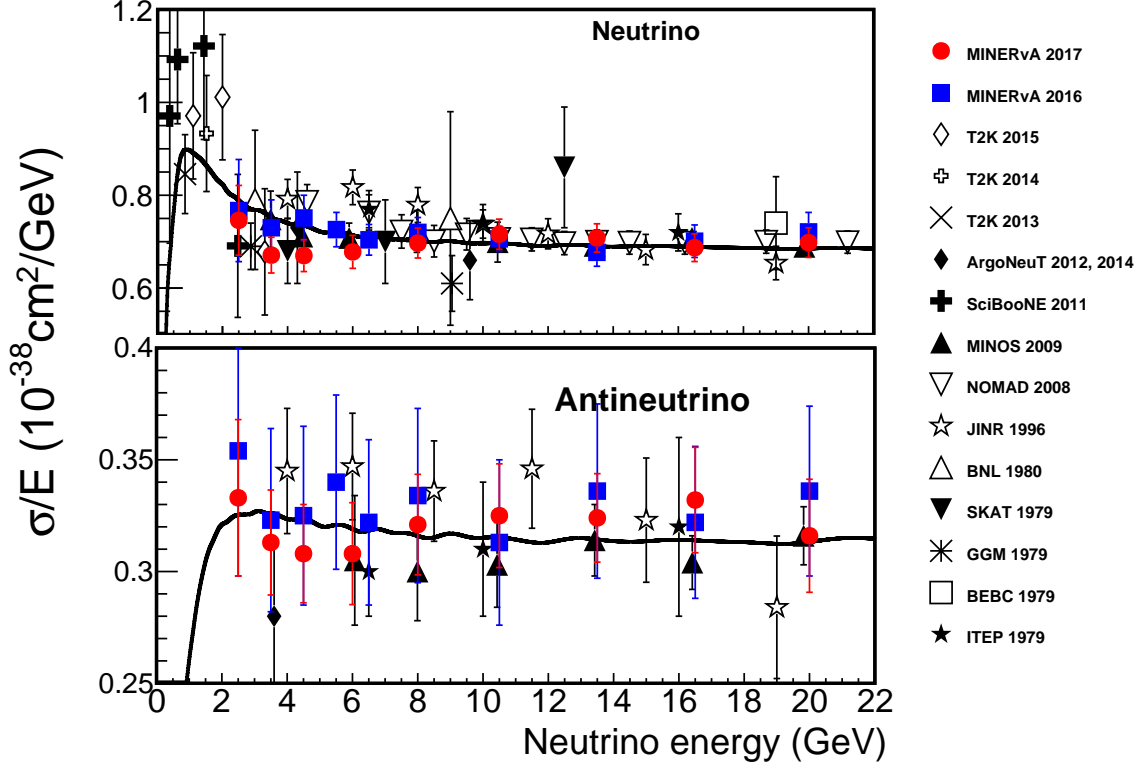 1.2
1
0.8
0.6
Neutrino
0.4
0.35
0.3
0.25
Antineutrino
0 2 4 6 8 10 12 14 16 18 20 22
Neutrino energy (GeV)
σ/E (10⁻³⁸cm²/GeV)
MINERvA 2017
MINERvA 2016
T2K 2015
T2K 2014
T2K 2013
ArgoNeuT 2012, 2014
SciBooNE 2011
MINOS 2009
NOMAD 2008
JINR 1996
BNL 1980
SKAT 1979
GGM 1979
BEBC 1979
ITEP 1979